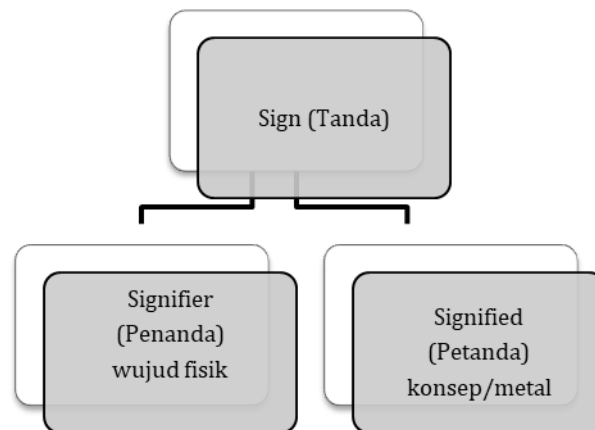 Sign (Tanda)
Signifier
(Penanda)
wujud fisik
Signified
(Petanda)
konsep/metal